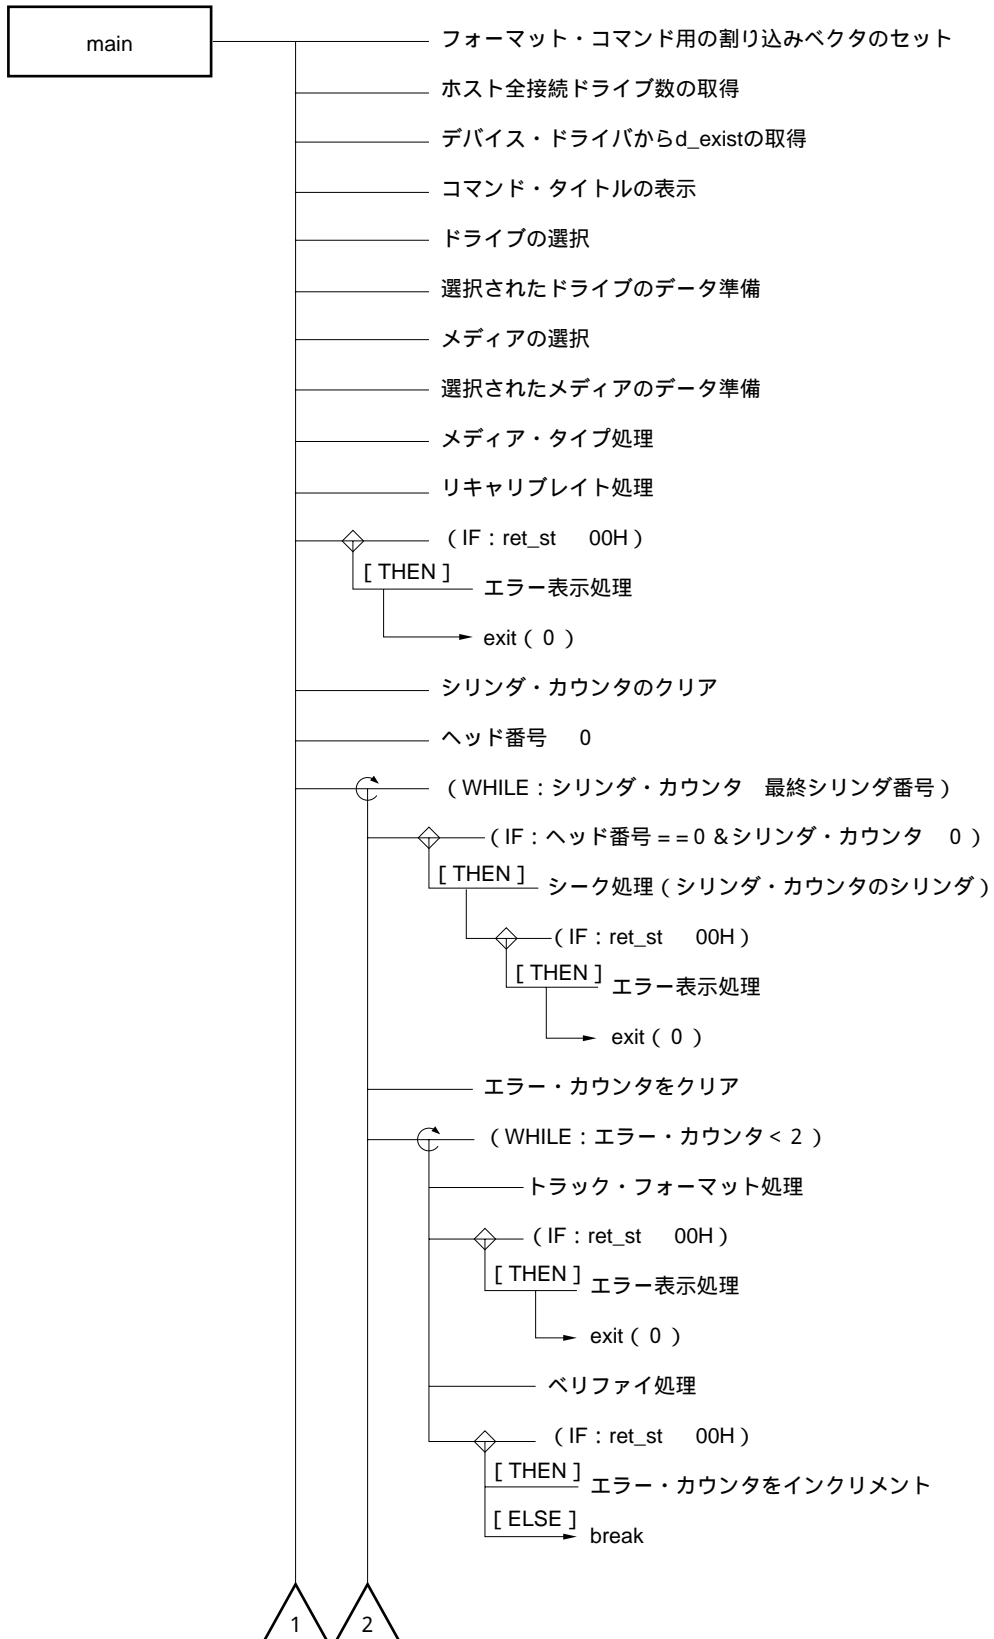 main
フォーマット・コマンド用の割り込みベクタのセット
ホスト全接続ドライブ数の取得
デバイス・ドライバからd_existの取得
コマンド・タイトルの表示
ドライブの選択
選択されたドライブのデータ準備
メディアの選択
選択されたメディアのデータ準備
メディア・タイプ処理
リキャリブレイト処理
（IF：ret_st　00H）
[ THEN ]
エラー表示処理
exit（0）
シリンダ・カウンタのクリア
ヘッド番号　0
（WHILE：シリンダ・カウンタ　最終シリンダ番号）
（IF：ヘッド番号==0＆シリンダ・カウンタ　0）
[ THEN ]
シーク処理（シリンダ・カウンタのシリンダ）
（IF：ret_st　00H）
[ THEN ]
エラー表示処理
exit（0）
エラー・カウンタをクリア
（WHILE：エラー・カウンタ<2）
トラック・フォーマット処理
（IF：ret_st　00H）
[ THEN ]
エラー表示処理
exit（0）
ベリファイ処理
（IF：ret_st　00H）
[ THEN ]
エラー・カウンタをインクリメント
[ ELSE ]
break
1
2